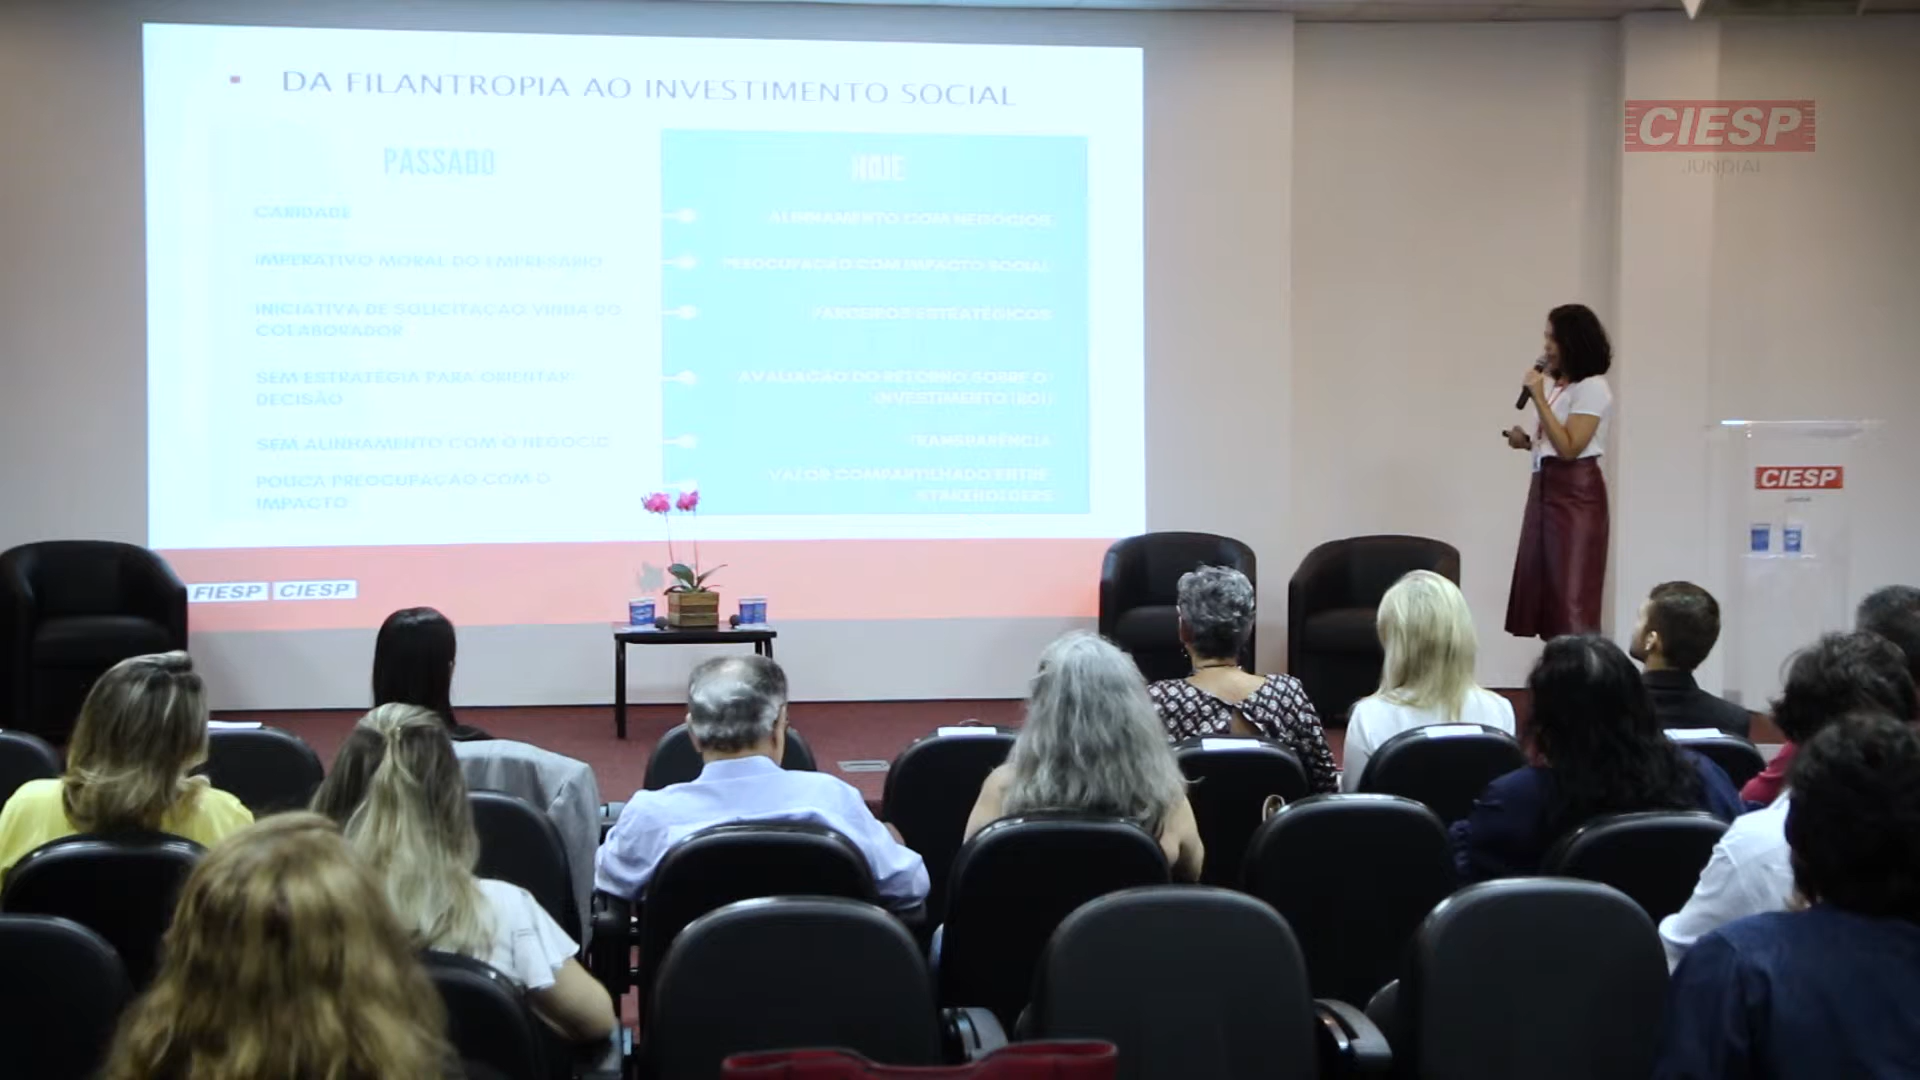 DA FILANTROPIA AO INVESTIMENTO SOCIAL
PASSADO
HOJE
CARIDADE
ALINHAMENTO COM NEGÓCIOS
IMPERATIVO MORAL DO EMPRESÁRIO
PREOCUPAÇÃO COM IMPACTO SOCIAL
INICIATIVA DE SOLICITAÇÃO VINHA DO
COLABORADOR
PARCEIROS ESTRATÉGICOS
SEM ESTRATÉGIA PARA ORIENTAR
DECISÃO
AVALIAÇÃO DO RETORNO SOBRE O
INVESTIMENTO (ROI)
SEM ALINHAMENTO COM O NEGÓCIO
TRANSPARÊNCIA
POUCA PREOCUPAÇÃO COM O
IMPACTO
VALOR COMPARTILHADO ENTRE
STAKEHOLDERS
FIESP CIESP
CIESP
JUNDIAÍ
CIESP